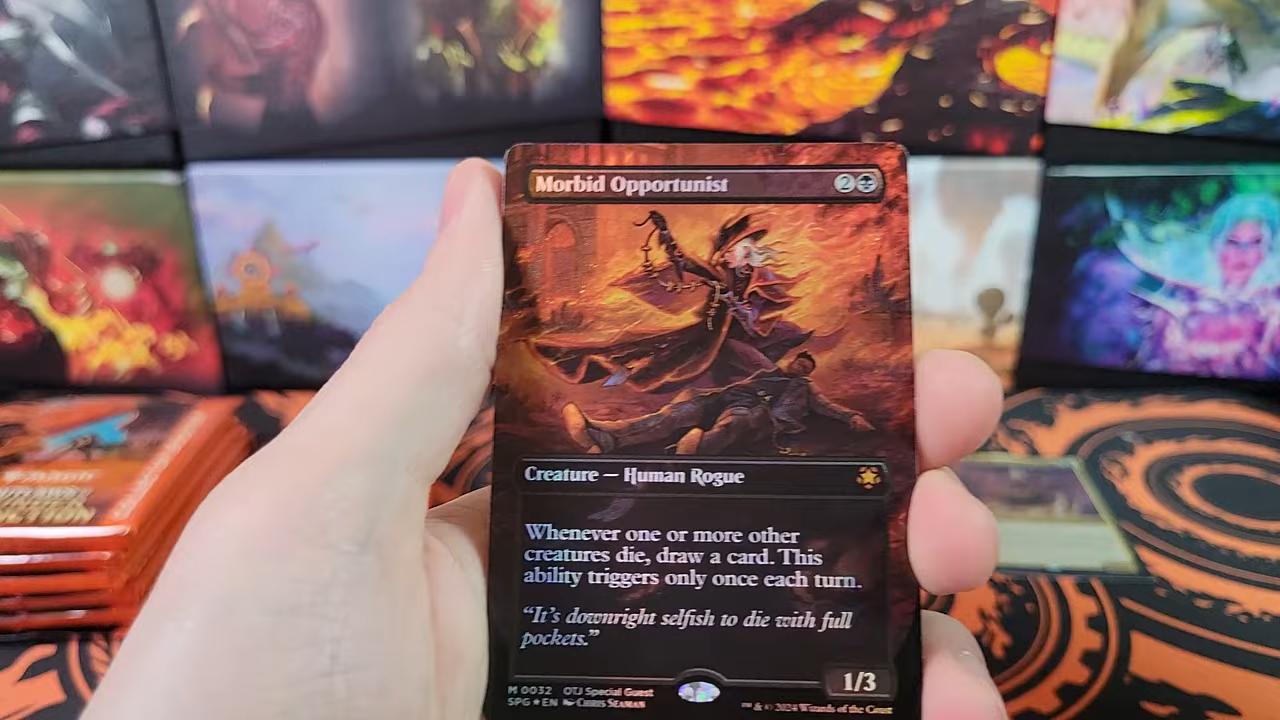 Morbid Opportunist 2
Creature — Human Rogue
Whenever one or more other
creatures die, draw a card. This
ability triggers only once each turn.
“It’s downright selfish to die with full
pockets.”
1/3
M 0032 OTJ Special Guest
SPG ★ EN Chris Seaman
™ & © 2024 Wizards of the Coast